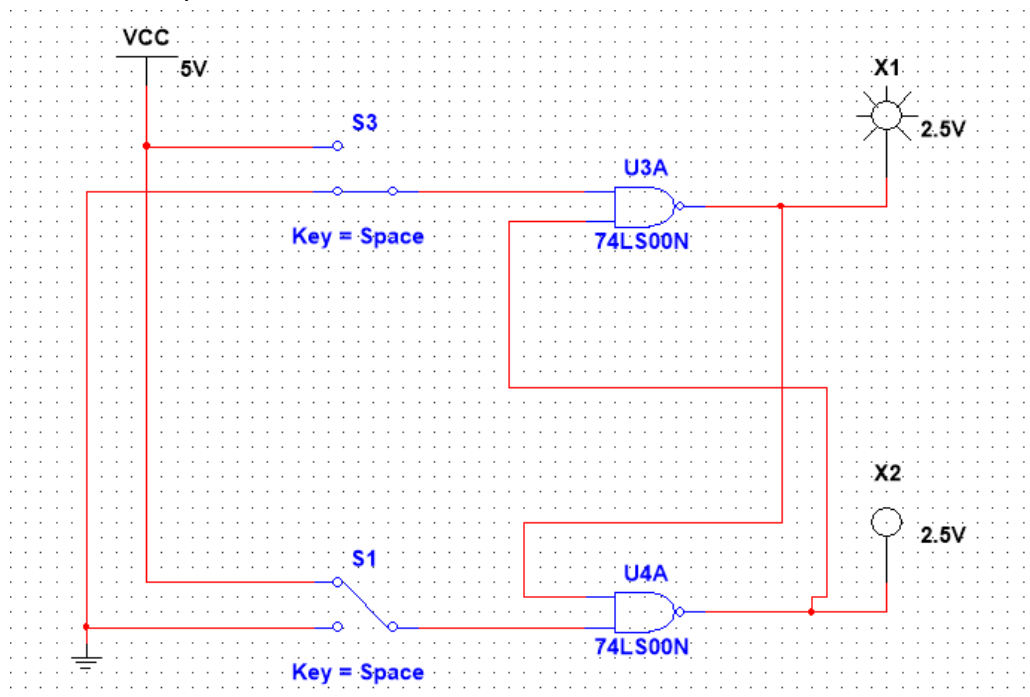 VCC
5V
X1
2.5V
S3
U3A
Key = Space
74LS00N
X2
2.5V
S1
U4A
74LS00N
Key = Space